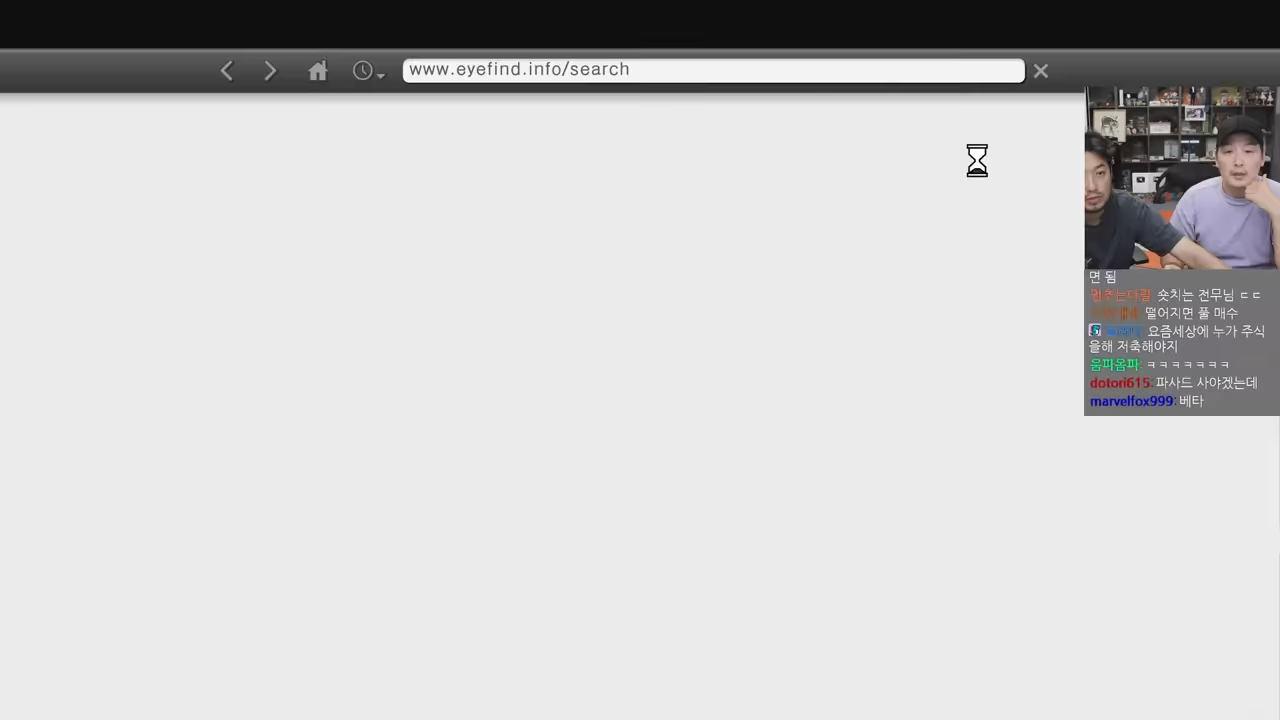 www.eyefind.info/search
면 됨
숏치는 전무님 ㄷㄷ
떨어지면 풀 매수
요즘세상에 누가 주식
을해 저축해야지
움파움파: ㅋㅋㅋㅋㅋㅋㅋ
dotori615: 파사드 사야겠는데
marvelfox999: 베타